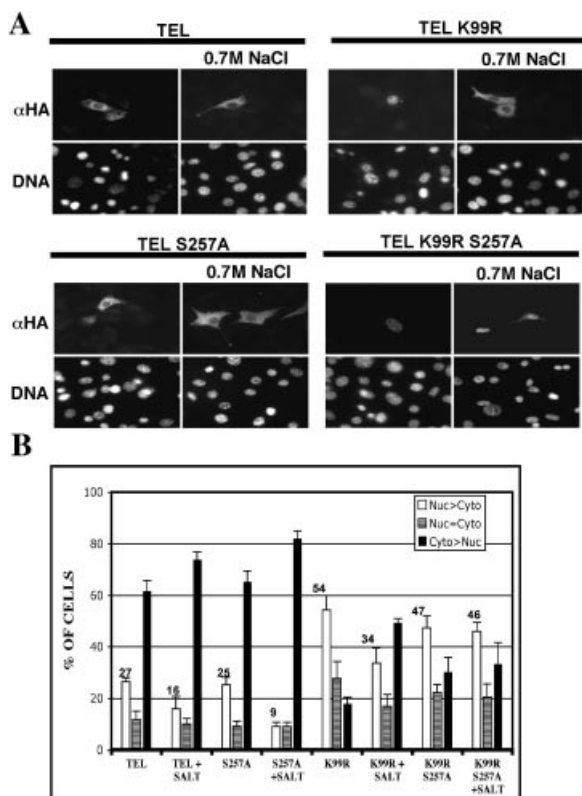 A
TEL
TEL K99R
0.7M NaCl
0.7M NaCl
αHA
DNA
TEL S257A
TEL K99R S257A
0.7M NaCl
0.7M NaCl
αHA
DNA
B
100
80
60
40
20
0
% OF CELLS
Nuc>Cyto
Nuc=Cyto
Cyto>Nuc
27
16
25
9
54
34
47
46
TEL
TEL + SALT
S257A
S257A +SALT
K99R
K99R + SALT
K99R S257A
K99R S257A +SALT